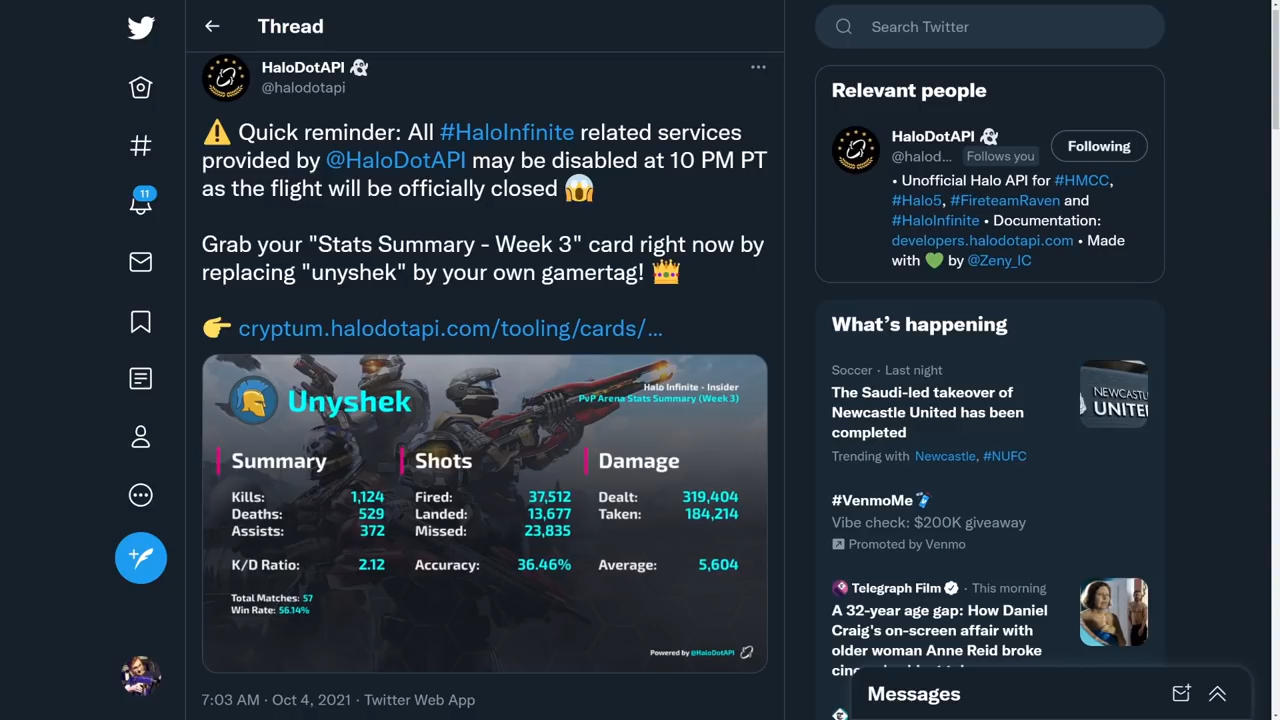 Thread
HaloDotAPI
@halodotapi
Quick reminder: All #HaloInfinite related services
provided by @HaloDotAPI may be disabled at 10 PM PT
as the flight will be officially closed
Grab your "Stats Summary - Week 3" card right now by
replacing "unyshek" by your own gamertag!
cryptum.halodotapi.com/tooling/cards/...
Unyshek
Halo Infinite - Insider
PvP Arena Stats Summary (Week 3)
Summary
Kills: 1,124
Deaths: 529
Assists: 372
K/D Ratio: 2.12
Total Matches: 57
Win Rate: 56.14%
Shots
Fired: 37,512
Landed: 13,677
Missed: 23,835
Accuracy: 36.46%
Damage
Dealt: 319,404
Taken: 184,214
Average: 5,604
Powered by @HaloDotAPI
7:03 AM · Oct 4, 2021 · Twitter Web App
11
Search Twitter
Relevant people
HaloDotAPI
@halod... Follows you
Following
• Unofficial Halo API for #HMCC,
#Halo5, #FireteamRaven and
#HaloInfinite • Documentation:
developers.halodotapi.com • Made
with by @Zeny_IC
What's happening
Soccer · Last night
The Saudi-led takeover of
Newcastle United has been
completed
Trending with Newcastle, #NUFC
NEWCASTL
UNITE
#VenmoMe
Vibe check: $200K giveaway
Promoted by Venmo
Telegraph Film · This morning
A 32-year age gap: How Daniel
Craig's on-screen affair with
older woman Anne Reid broke
Messages